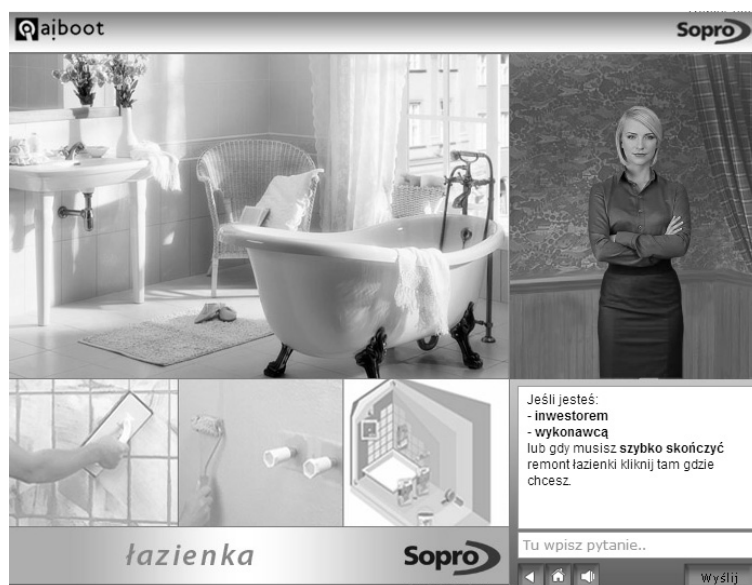 aiboot
Sopro
Jeśli jesteś:
- inwestorem
- wykonawcą
lub gdy musisz szybko skończyć
remont łazienki kliknij tam gdzie
chcesz.
łazienka
Sopro
Tu wpisz pytanie..
Wyślij